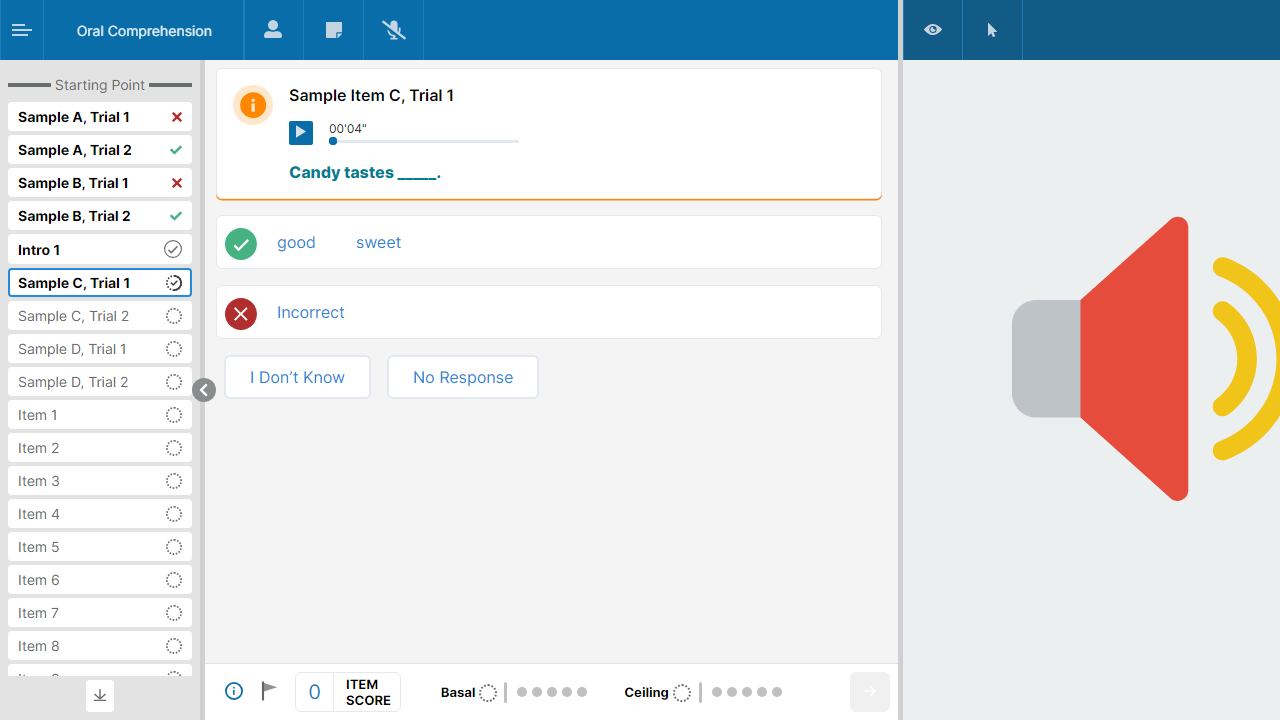 Oral Comprehension
Starting Point
Sample A, Trial 1
Sample A, Trial 2
Sample B, Trial 1
Sample B, Trial 2
Intro 1
Sample C, Trial 1
Sample C, Trial 2
Sample D, Trial 1
Sample D, Trial 2
Item 1
Item 2
Item 3
Item 4
Item 5
Item 6
Item 7
Item 8
Sample Item C, Trial 1
00'04"
Candy tastes _____.
good sweet
Incorrect
I Don’t Know No Response
0 ITEM SCORE
Basal
Ceiling